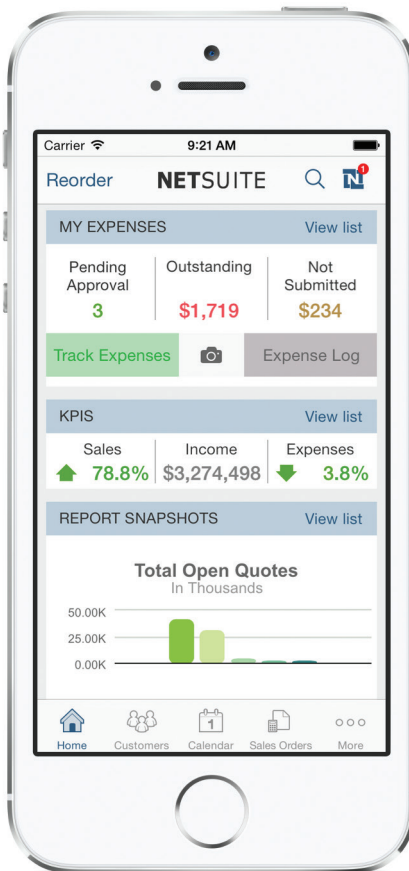 Carrier 9:21 AM
Reorder NETSUITE N 1
MY EXPENSES View list
Pending Approval Outstanding Not Submitted
3 $1,719 $234
Track Expenses Expense Log
KPIS View list
Sales Income Expenses
78.8% $3,274,498 3.8%
REPORT SNAPSHOTS View list
Total Open Quotes
In Thousands
50.00K
25.00K
0.00K
1
Home Customers Calendar Sales Orders More